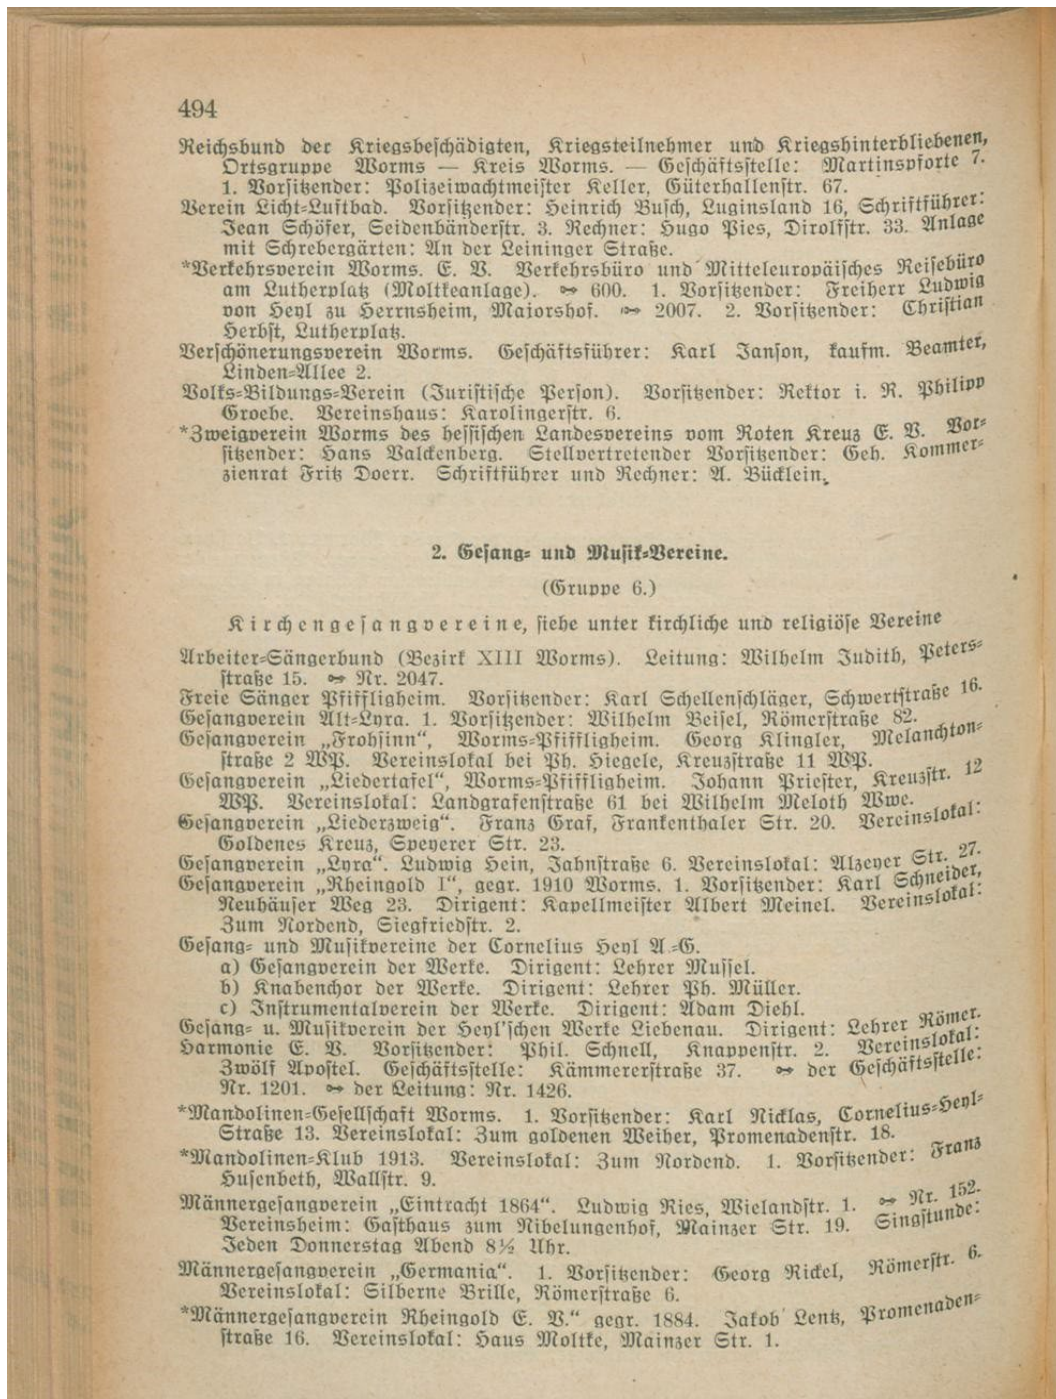 494
Reichsbund der Kriegsbeschädigten, Kriegsteilnehmer und Kriegshinterbliebenen,
Ortsgruppe Worms — Kreis Worms. — Geschäftsstelle: Martinspforte 7.
1. Vorsitzender: Polizeiwachtmeister Keller, Güterhallenstr. 67.
Verein Licht-Luftbad. Vorsitzender: Heinrich Busch, Luginsland 16, Schriftführer:
Jean Schöfer, Seidenbänderstr. 3. Rechner: Hugo Pies, Dirolfstr. 33. Anlage
mit Schrebergärten: An der Leininger Straße.
*Verkehrsverein Worms. E. V. Verkehrsbüro und Mitteleuropäisches Reisebüro
am Lutherplatz (Moltkeanlage). 600. 1. Vorsitzender: Freiherr Ludwig
von Heyl zu Herrnsheim, Maiorshof. 2007. 2. Vorsitzender: Christian
Herbst, Lutherplatz.
Verschönerungsverein Worms. Geschäftsführer: Karl Janson, kaufm. Beamter,
Linden-Allee 2.
Volks-Bildungs-Verein (Juristische Person). Vorsitzender: Rektor i. R. Philipp
Groebe. Vereinshaus: Karolingerstr. 6.
*Zweigverein Worms des hessischen Landesvereins vom Roten Kreuz E. V. Vor-
sitzender: Hans Valckenberg. Stellvertretender Vorsitzender: Geh. Kommer-
zienrat Fritz Doerr. Schriftführer und Rechner: A. Bücklein.
2. Gesang- und Musik-Vereine.
(Gruppe 6.)
Kirchengesangvereine, siehe unter kirchliche und religiöse Vereine
Arbeiter-Sängerbund (Bezirk XIII Worms). Leitung: Wilhelm Judith, Peters-
straße 15. Nr. 2047.
Freie Sänger Pfiffligheim. Vorsitzender: Karl Schellenschläger, Schwertstraße 16.
Gesangverein Alt-Lyra. 1. Vorsitzender: Wilhelm Beisel, Römerstraße 82.
Gesangverein „Frohsinn“, Worms-Pfiffligheim. Georg Klingler, Melanchton-
straße 2 WP. Vereinslokal bei Ph. Hiegele, Kreuzstraße 11 WP.
Gesangverein „Liedertafel“, Worms-Pfiffligheim. Johann Priester, Kreuzstr. 12
WP. Vereinslokal: Landgrafenstraße 61 bei Wilhelm Meloth Wwe.
Gesangverein „Liederzweig“. Franz Graf, Frankenthaler Str. 20. Vereinslokal:
Goldenes Kreuz, Speyerer Str. 23.
Gesangverein „Lyra“. Ludwig Hein, Jahnstraße 6. Vereinslokal: Alzeyer Str. 27.
Gesangverein „Rheingold I“, gegr. 1910 Worms. 1. Vorsitzender: Karl Schneider,
Neuhäuser Weg 23. Dirigent: Kapellmeister Albert Meinel. Vereinslokal:
Zum Nordend, Siegfriedstr. 2.
Gesang- und Musikvereine der Cornelius Heyl A.-G.
a) Gesangverein der Werke. Dirigent: Lehrer Mussel.
b) Knabenchor der Werke. Dirigent: Lehrer Ph. Müller.
c) Instrumentalverein der Werke. Dirigent: Adam Diehl.
Gesang- u. Musikverein der Heyl'schen Werke Liebenau. Dirigent: Lehrer Römer.
Harmonie E. V. Vorsitzender: Phil. Schnell, Knappenstr. 2. Vereinslokal:
Zwölf Apostel. Geschäftsstelle: Kämmererstraße 37. der Geschäftsstelle:
Nr. 1201. der Leitung: Nr. 1426.
*Mandolinen-Gesellschaft Worms. 1. Vorsitzender: Karl Nicklas, Cornelius-Heyl-
Straße 13. Vereinslokal: Zum goldenen Weiher, Promenadenstr. 18.
*Mandolinen-Klub 1913. Vereinslokal: Zum Nordend. 1. Vorsitzender: Franz
Husenbeth, Wallstr. 9.
Männergesangverein „Eintracht 1864“. Ludwig Ries, Wielandstr. 1. Nr. 152.
Vereinsheim: Gasthaus zum Nibelungenhof, Mainzer Str. 19. Singstunde:
Jeden Donnerstag Abend 8½ Uhr.
Männergesangverein „Germania“. 1. Vorsitzender: Georg Rickel, Römerstr. 6.
Vereinslokal: Silberne Brille, Römerstraße 6.
*Männergesangverein Rheingold E. V.“ gegr. 1884. Jakob Lentz, Promenaden-
straße 16. Vereinslokal: Haus Moltke, Mainzer Str. 1.